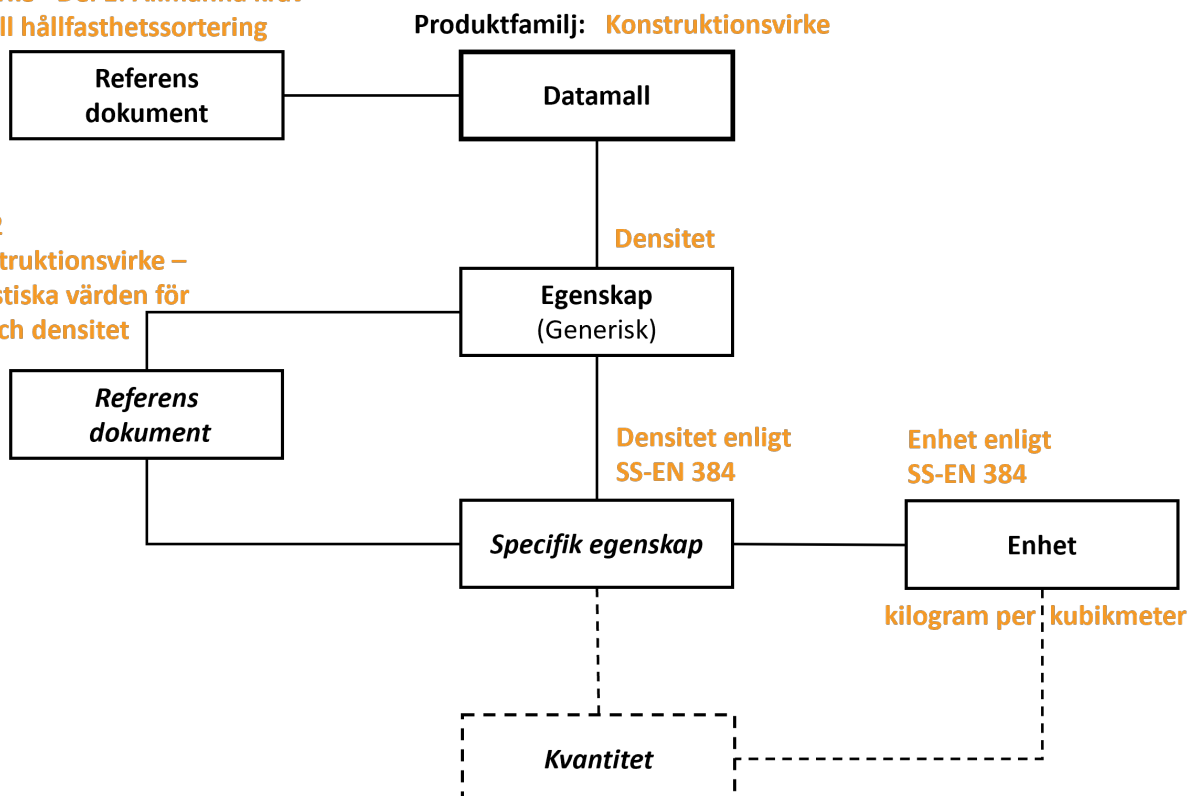 ll hållfasthetssortering
Produktfamilj: Konstruktionsvirke
Referens
dokument
Datamall
Densitet
2
truktionsvirke –
stiska värden för
ch densitet
Egenskap
(Generisk)
Referens
dokument
Densitet enligt
SS-EN 384
Enhet enligt
SS-EN 384
Specifik egenskap
Enhet
kilogram per kubikmeter
Kvantitet